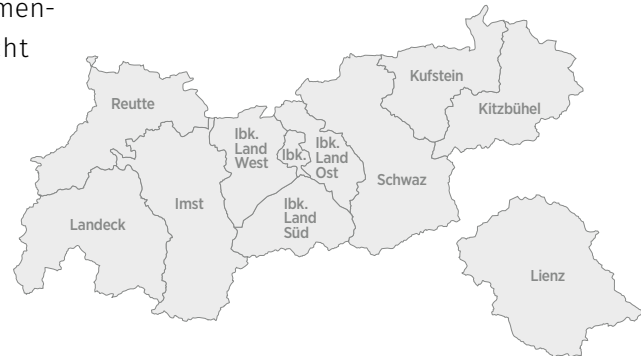 men-
ht
Kufstein
Reutte
Kitzbühel
Ibk.
Land
West
Ibk.
Ibk.
Land
Ost
Schwaz
Imst
Landeck
Ibk.
Land
Süd
Lienz